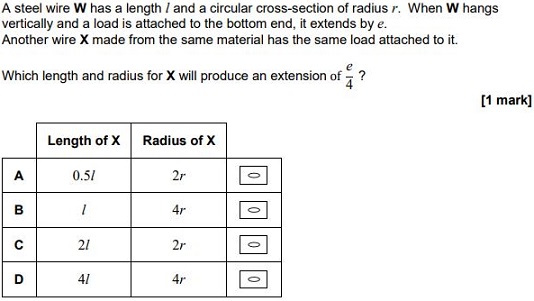 A steel wire W has a length l and a circular cross-section of radius r. When W hangs
vertically and a load is attached to the bottom end, it extends by e.
Another wire X made from the same material has the same load attached to it.
Which length and radius for X will produce an extension of e/4 ?
[1 mark]
Length of X Radius of X
A 0.5l 2r
B l 4r
C 2l 2r
D 4l 4r